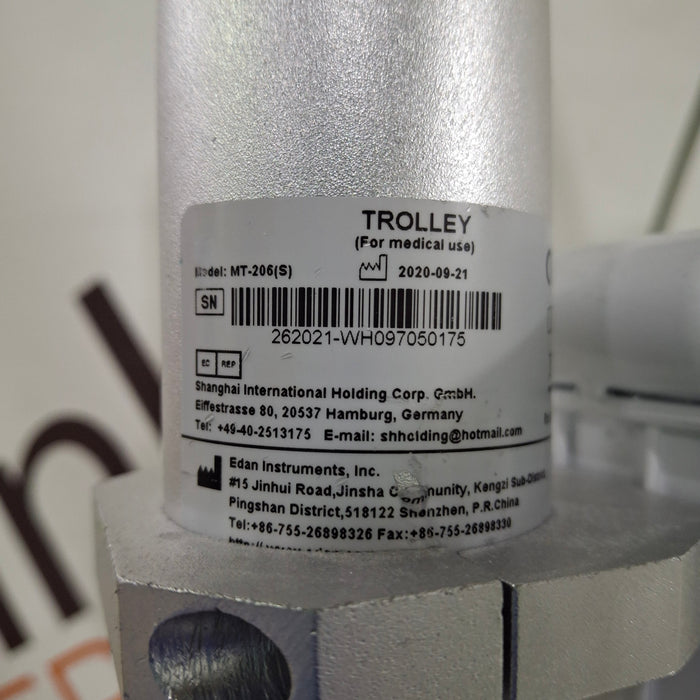 TROLLEY
(For medical use)
Model: MT-206(S) 2020-09-21
SN
262021-WH097050175
EC REP
Shanghai International Holding Corp. GmbH.
Eiffestrasse 80, 20537 Hamburg, Germany
Tel: +49-40-2513175 E-mail: shholding@hotmail.com
Edan Instruments, Inc.
#15 Jinhui Road,Jinsha Community, Kengzi Sub-District,
Pingshan District,518122 Shenzhen, P.R.China
Tel:+86-755-26898326 Fax:+86-755-26898330